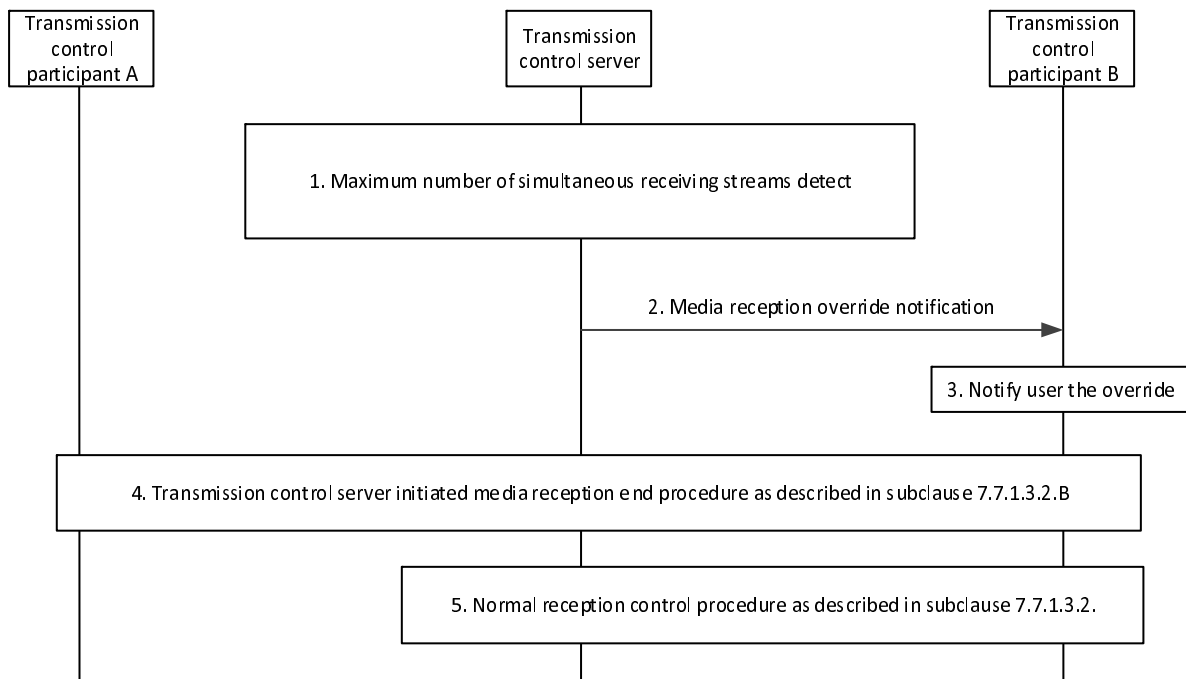 Transmission
control
participant A
Transmission
control server
Transmission
control
participant B
1. Maximum number of simultaneous receiving streams detect
2. Media reception override notification
3. Notify user the override
4. Transmission control server initiated media reception end procedure as described in subclause 7.7.1.3.2.B
5. Normal reception control procedure as described in subclause 7.7.1.3.2.